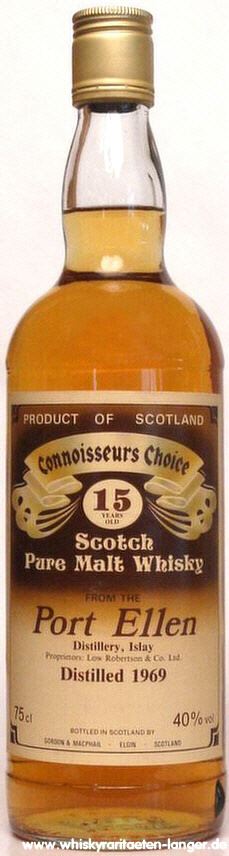 PRODUCT OF SCOTLAND
Connoisseurs Choice
15
YEARS
OLD
Scotch
Pure Malt Whisky
FROM THE
Port Ellen
Distillery, Islay
Proprietors: Low Robertson & Co. Ltd.
Distilled 1969
75cl 40% vol
BOTTLED IN SCOTLAND BY
GORDON & MACPHAIL · ELGIN · SCOTLAND
www.whiskyraritaeten-langer.de